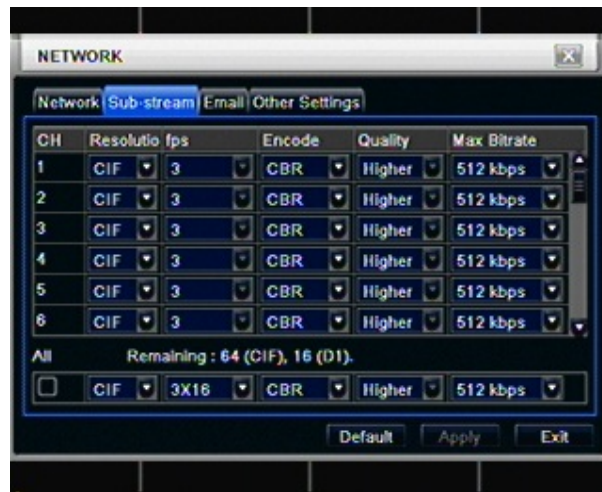 NETWORK
Network Sub-stream Email Other Settings
CH Resolutio fps Encode Quality Max Bitrate
1 CIF 3 CBR Higher 512 kbps
2 CIF 3 CBR Higher 512 kbps
3 CIF 3 CBR Higher 512 kbps
4 CIF 3 CBR Higher 512 kbps
5 CIF 3 CBR Higher 512 kbps
6 CIF 3 CBR Higher 512 kbps
All Remaining : 64 (CIF), 16 (D1).
CIF 3X16 CBR Higher 512 kbps
Default Apply Exit